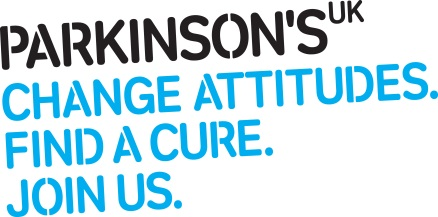 PARKINSON'S UK
CHANGE ATTITUDES.
FIND A CURE.
JOIN US.